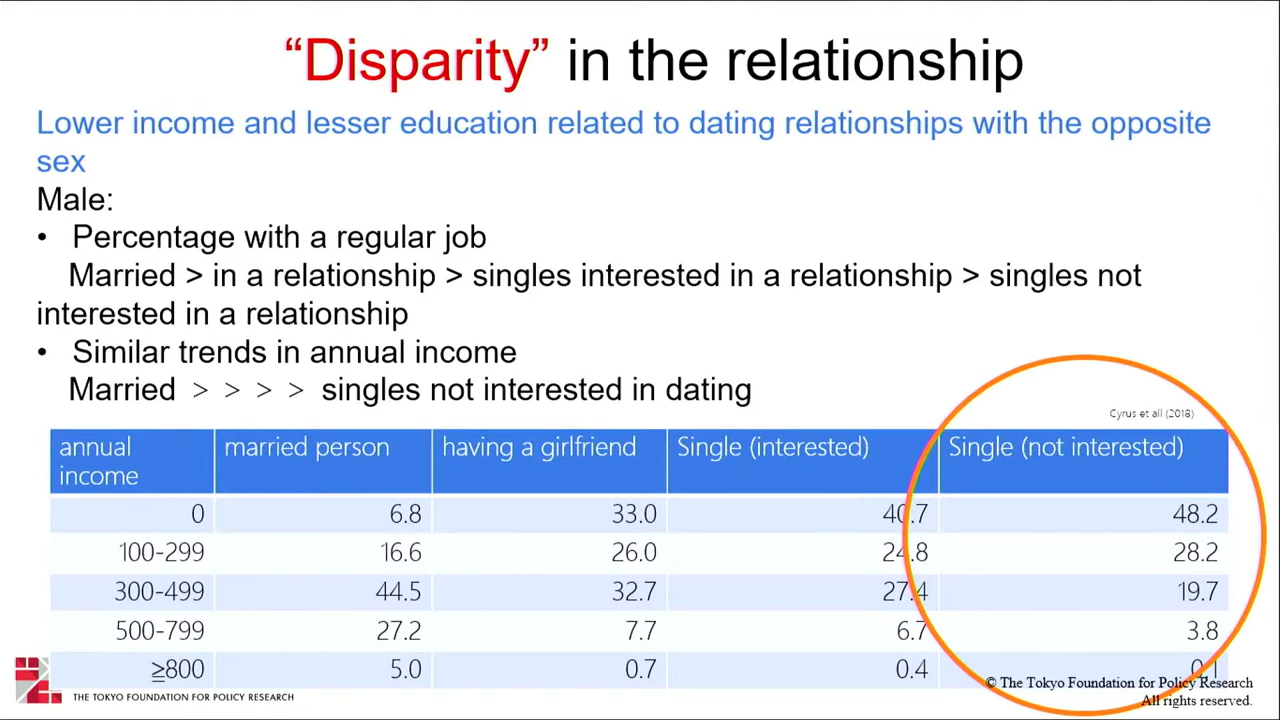 “Disparity” in the relationship
Lower income and lesser education related to dating relationships with the opposite
sex
Male:
• Percentage with a regular job
Married > in a relationship > singles interested in a relationship > singles not
interested in a relationship
• Similar trends in annual income
Married > > > > singles not interested in dating
Cyrus et all (2018)
annual income married person having a girlfriend Single (interested) Single (not interested)
0 6.8 33.0 40.7 48.2
100-299 16.6 26.0 24.8 28.2
300-499 44.5 32.7 27.4 19.7
500-799 27.2 7.7 6.7 3.8
≧800 5.0 0.7 0.4 0.1
THE TOKYO FOUNDATION FOR POLICY RESEARCH
© The Tokyo Foundation for Policy Research
All rights reserved.